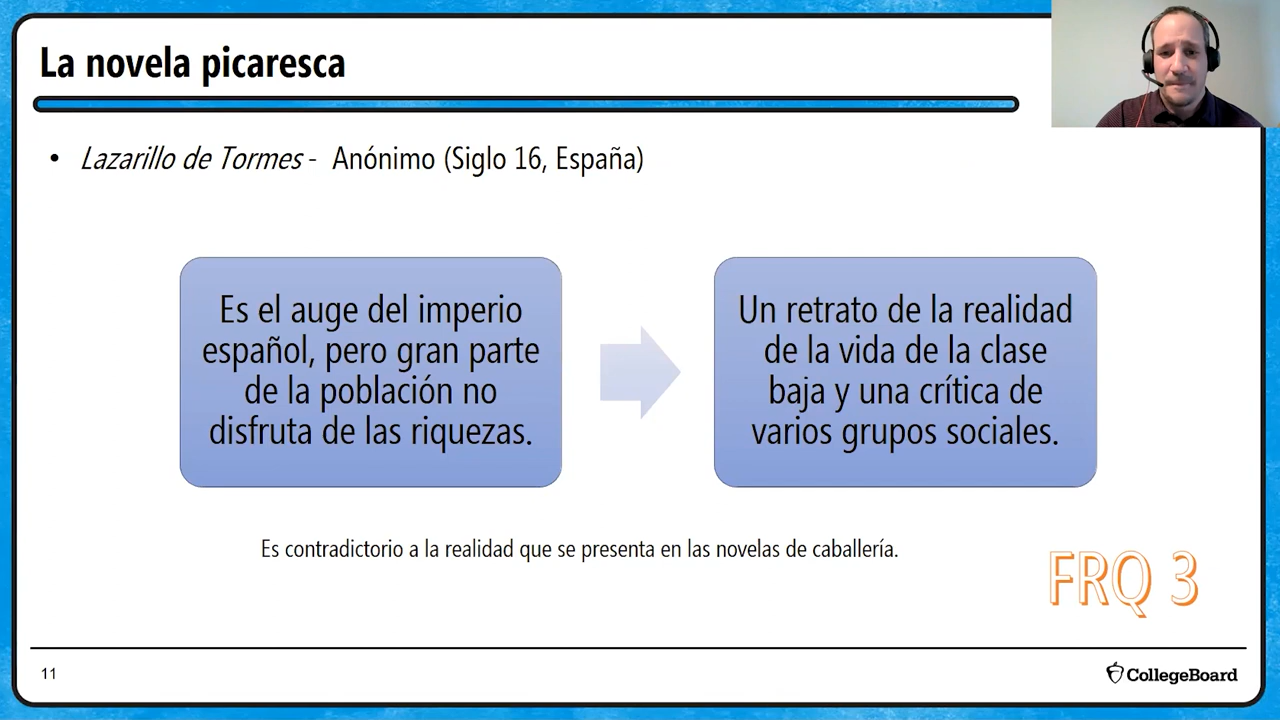 La novela picaresca
• Lazarillo de Tormes - Anónimo (Siglo 16, España)
Es el auge del imperio
español, pero gran parte
de la población no
disfruta de las riquezas.
Un retrato de la realidad
de la vida de la clase
baja y una crítica de
varios grupos sociales.
Es contradictorio a la realidad que se presenta en las novelas de caballería.
FRQ 3
11
CollegeBoard